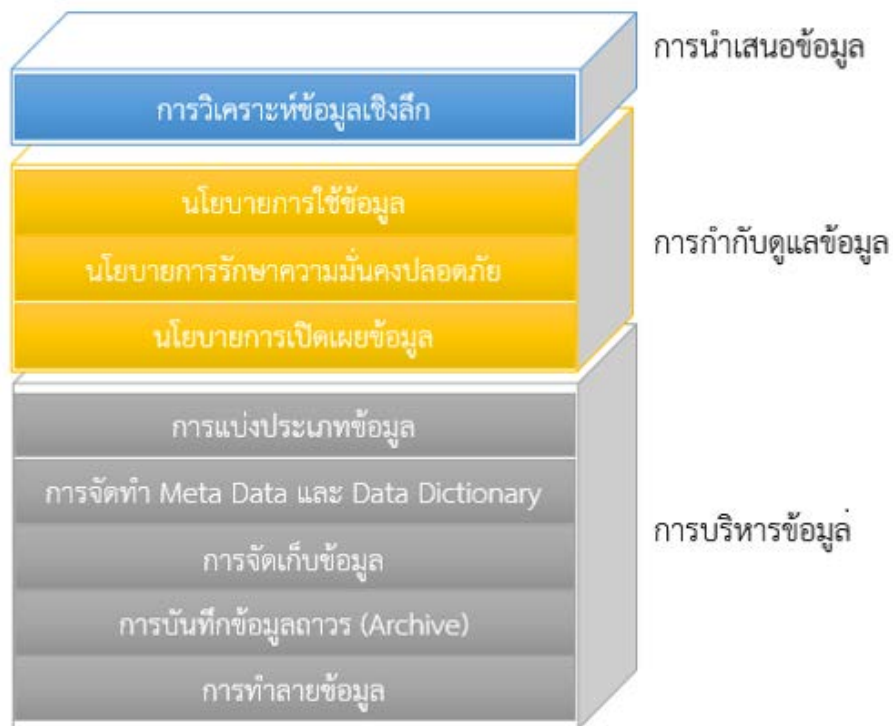 การนำเสนอข้อมูล
การวิเคราะห์ข้อมูลเชิงลึก
นโยบายการใช้ข้อมูล
การกำกับดูแลข้อมูล
นโยบายการรักษาความมั่นคงปลอดภัย
นโยบายการเปิดเผยข้อมูล
การแบ่งประเภทข้อมูล
การจัดทำ Meta Data และ Data Dictionary
การบริหารข้อมูล่
การจัดเก็บข้อมูล
การบันทึกข้อมูลถาวร (Archive)
การทำลายข้อมูล